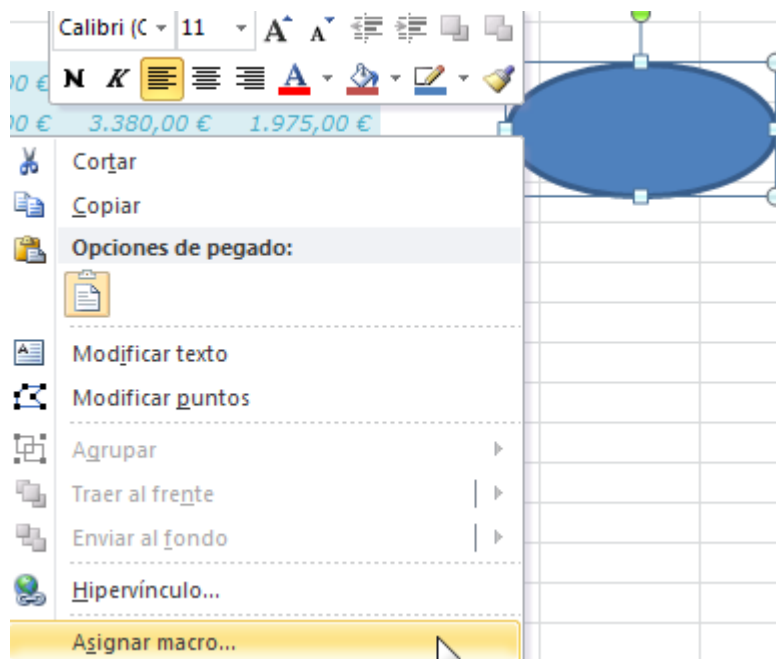 Calibri (C 11 A A
N K A
00 €
00 € 3.380,00 € 1.975,00 €
Cortar
Copiar
Opciones de pegado:
Modificar texto
Modificar puntos
Agrupar
Traer al frente
Enviar al fondo
Hipervínculo...
Asignar macro...